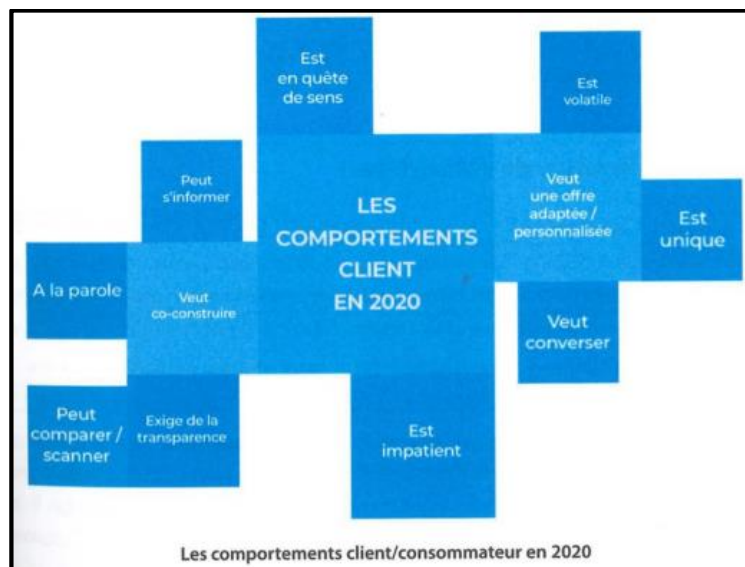 Est
en quête
de sens
Est
volatile
Peut
s'informer
LES
COMPORTEMENTS
CLIENT
EN 2020
Veut
une offre
adaptée /
personnalisée
Est
unique
A la parole
Veut
co-construire
Veut
converser
Peut
comparer /
scanner
Exige de la
transparence
Est
impatient
Les comportements client/consommateur en 2020